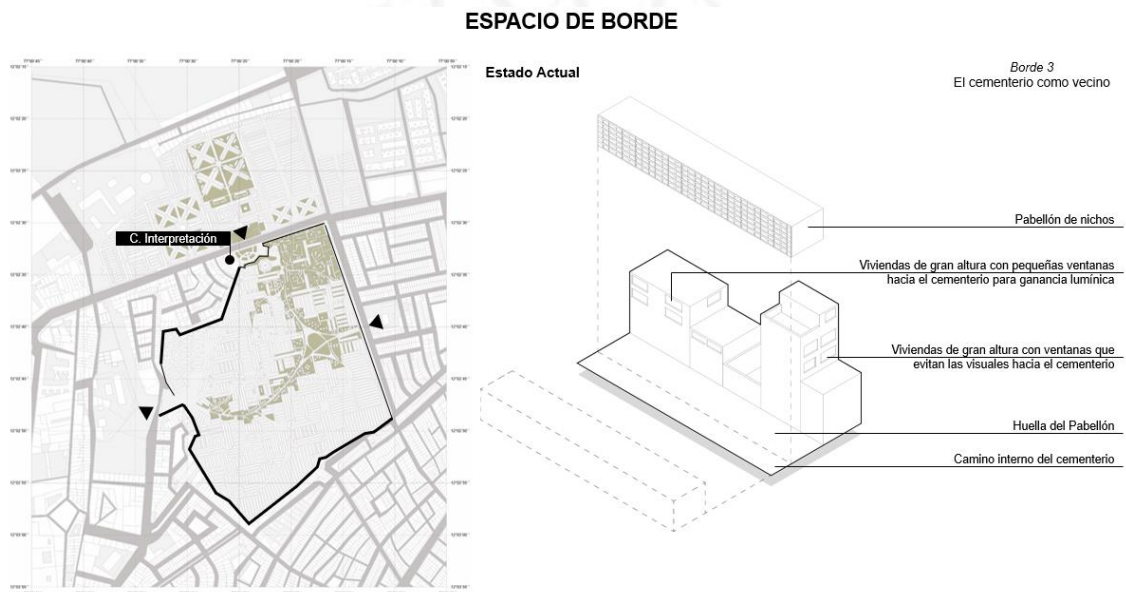 ESPACIO DE BORDE
Estado Actual
Borde 3
El cementerio como vecino
C. Interpretación
Pabellón de nichos
Viviendas de gran altura con pequeñas ventanas
hacia el cementerio para ganancia lumínica
Viviendas de gran altura con ventanas que
evitan las visuales hacia el cementerio
Huella del Pabellón
Camino interno del cementerio